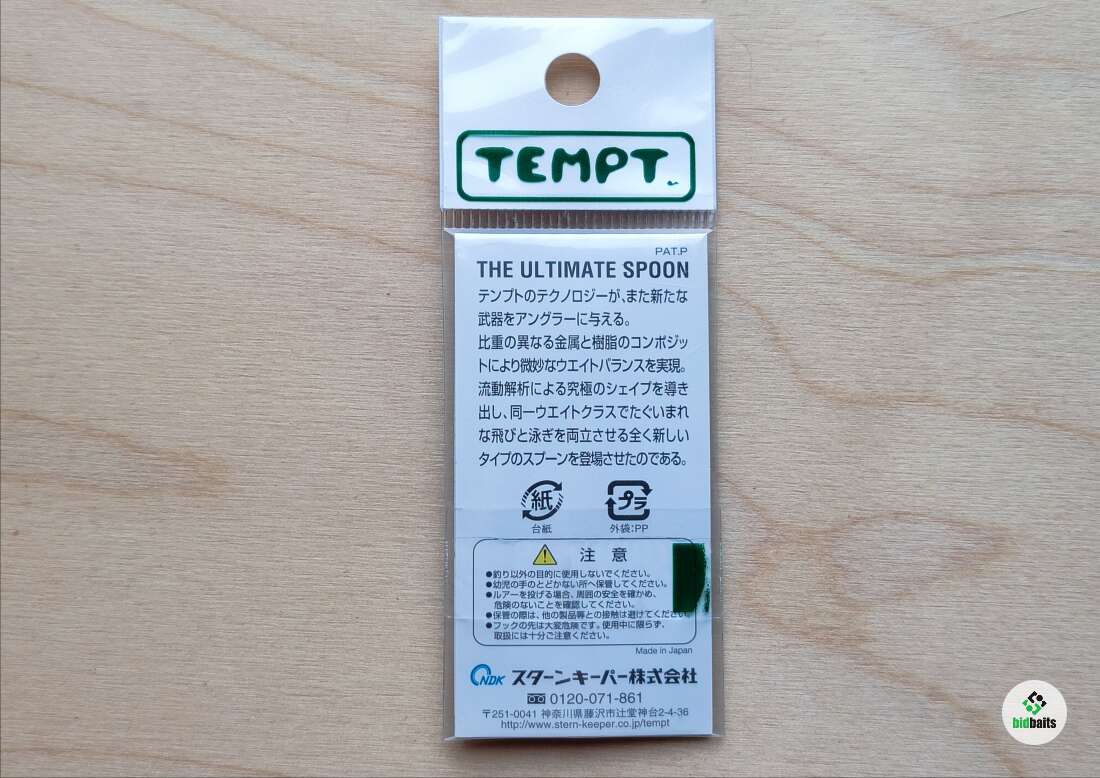 TEMPT
PAT.P
THE ULTIMATE SPOON
テンプトのテクノロジーが、また新たな
武器をアングラーに与える。
比重の異なる金属と樹脂のコンポジッ
トにより微妙なウエイトバランスを実現。
流動解析による究極のシェイプを導き
出し、同一ウエイトクラスでたぐいまれ
な飛びと泳ぎを両立させる全く新しい
タイプのスプーンを登場させたのである。
紙 プラ
台紙 外袋:PP
注意
●釣り以外の目的に使用しないでください。
●幼児の手のとどかない所へ保管してください。
●ルアーを投げる場合、周囲の安全を確かめ、
危険のないことを確認してください。
●保管の際は、他の製品等との接触は避けてください。
●フックの先は大変危険です。使用中に限らず、
取扱には十分ご注意ください。
Made in Japan
NDK スターンキーパー株式会社
0120-071-861
〒251-0041 神奈川県藤沢市辻堂神台2-4-36
http://www.stern-keeper.co.jp/tempt
bidbaits